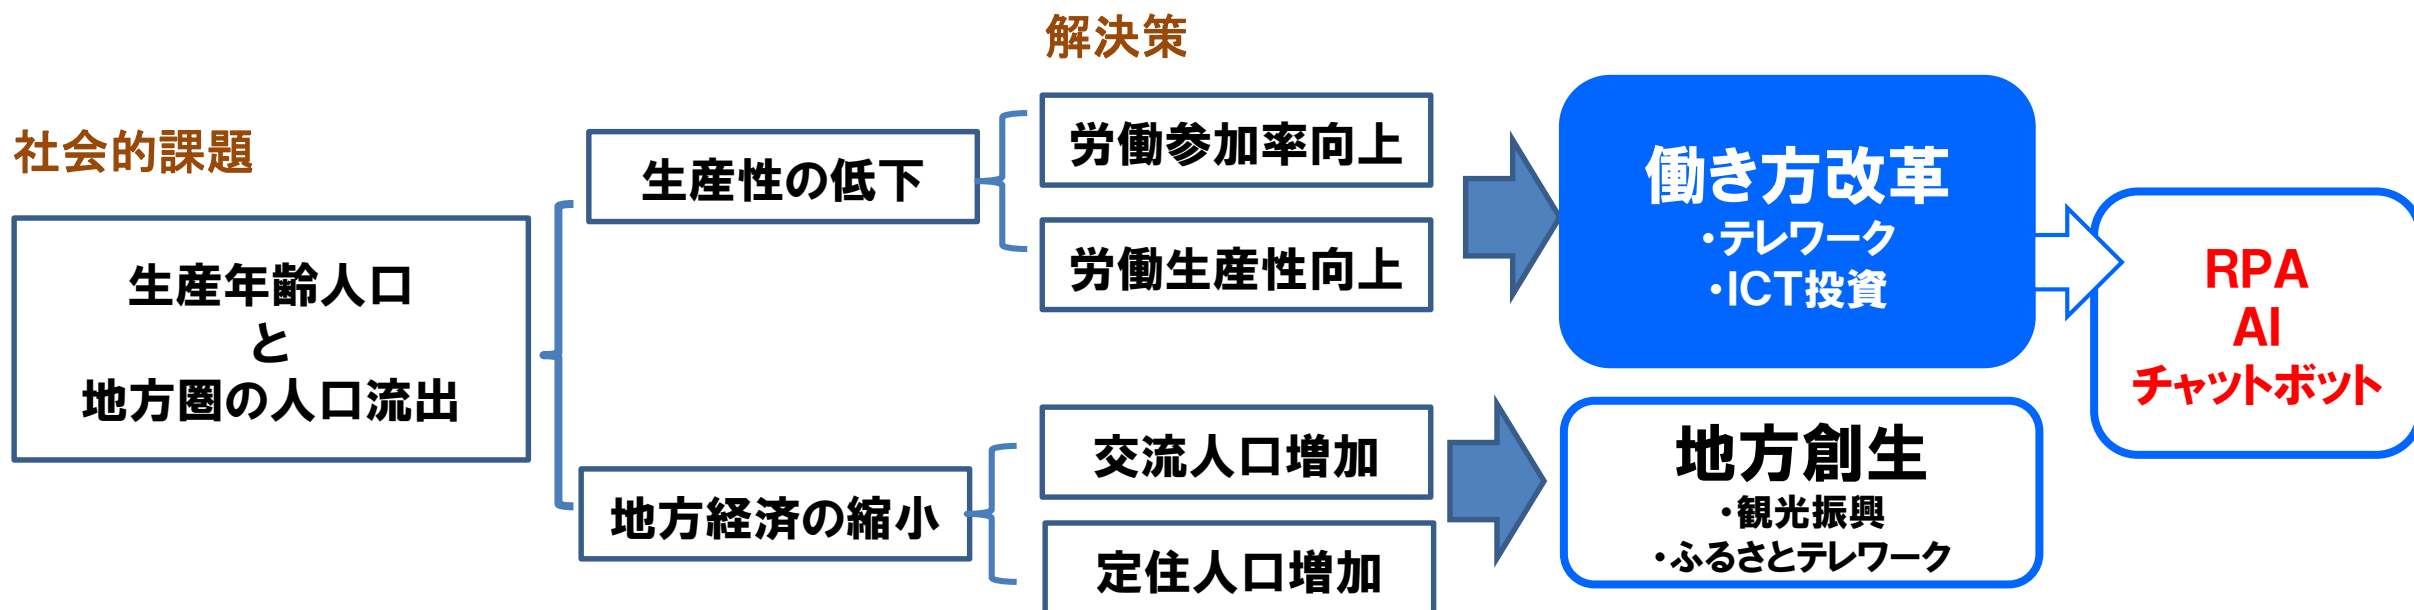 解決策
社会的課題
生産年齢人口
と
地方圏の人口流出
生産性の低下
地方経済の縮小
労働参加率向上
労働生産性向上
交流人口増加
定住人口増加
働き方改革
・テレワーク
・ICT投資
地方創生
・観光振興
・ふるさとテレワーク
RPA
AI
チャットボット